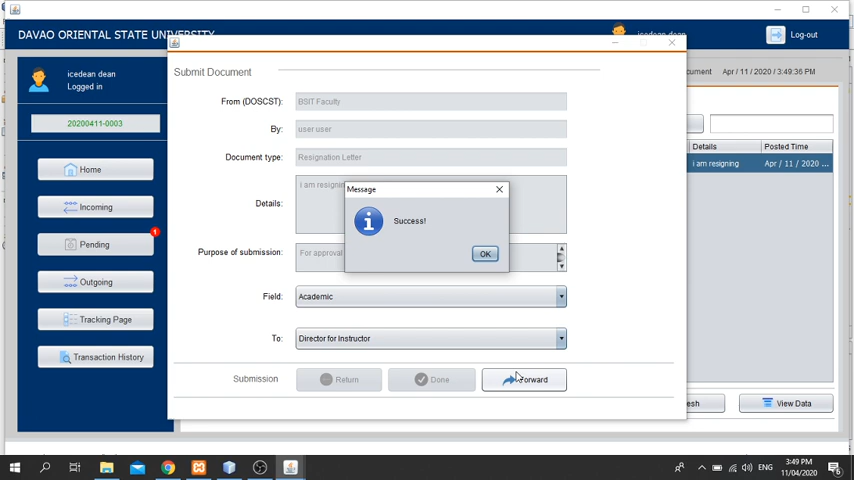 DAVAO ORIENTAL STATE UNIVERSITY
icedean dean
Log-out
icedean dean
Logged in
20200411-0003
Home
Incoming
Pending
1
Outgoing
Tracking Page
Transaction History
Submit Document
From (DOSCST):
BSIT Faculty
By:
user user
Document type:
Resignation Letter
Details:
i am resigning
Purpose of submission:
For approval
Field:
Academic
To:
Director for Instructor
Submission
Return
Done
Forward
Message
Success!
OK
Apr / 11 / 2020 / 3:49:36 PM
Details
Posted Time
i am resigning
Apr / 11 / 2020 ...
View Data
ENG
3:49 PM
11/04/2020